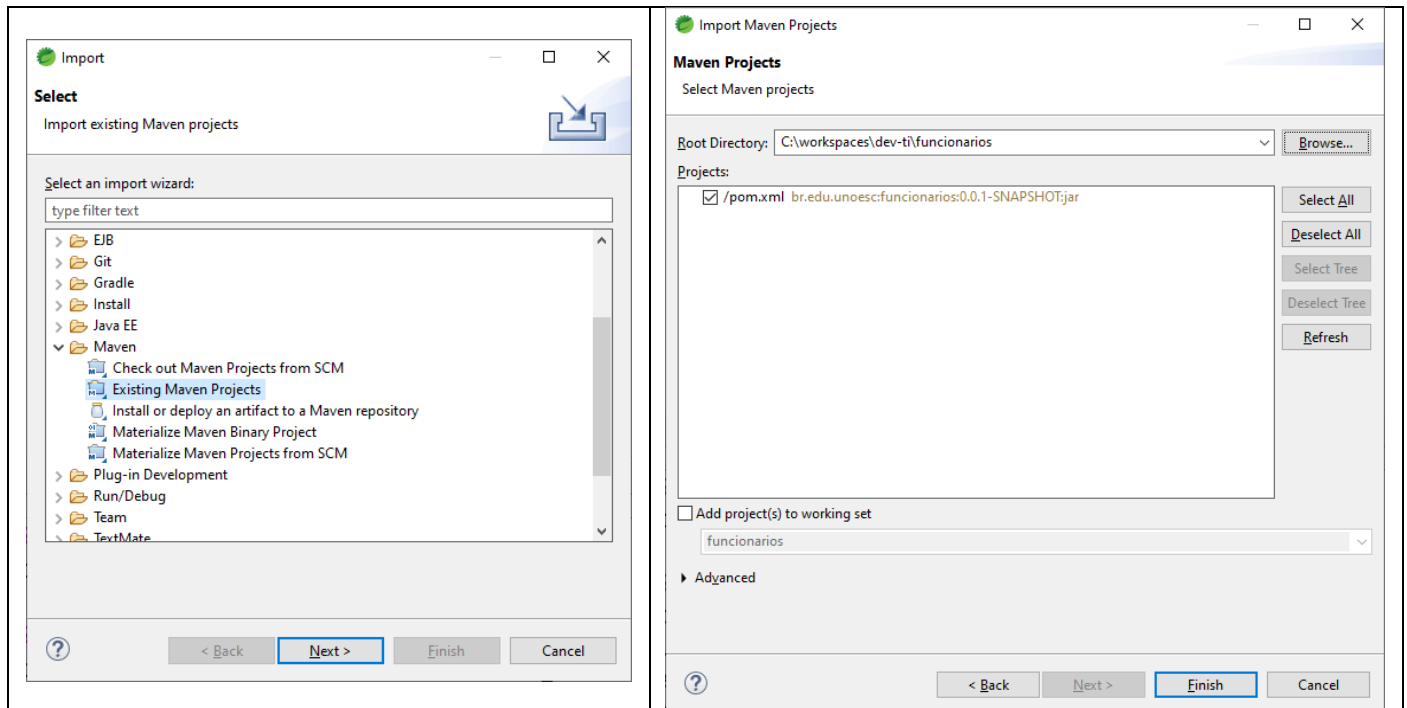 Import
Select
Import existing Maven projects
Select an import wizard:
type filter text
EJB
Git
Gradle
Install
Java EE
Maven
Check out Maven Projects from SCM
Existing Maven Projects
Install or deploy an artifact to a Maven repository
Materialize Maven Binary Project
Materialize Maven Projects from SCM
Plug-in Development
Run/Debug
Team
TextMate
< Back Next > Finish Cancel
Import Maven Projects
Maven Projects
Select Maven projects
Root Directory: C:\workspaces\dev-ti\funcionarios Browse...
Projects:
/pom.xml br.edu.unoesc:funcionarios:0.0.1-SNAPSHOT:jar
Select All
Deselect All
Select Tree
Deselect Tree
Refresh
Add project(s) to working set
funcionarios
Advanced
< Back Next > Finish Cancel